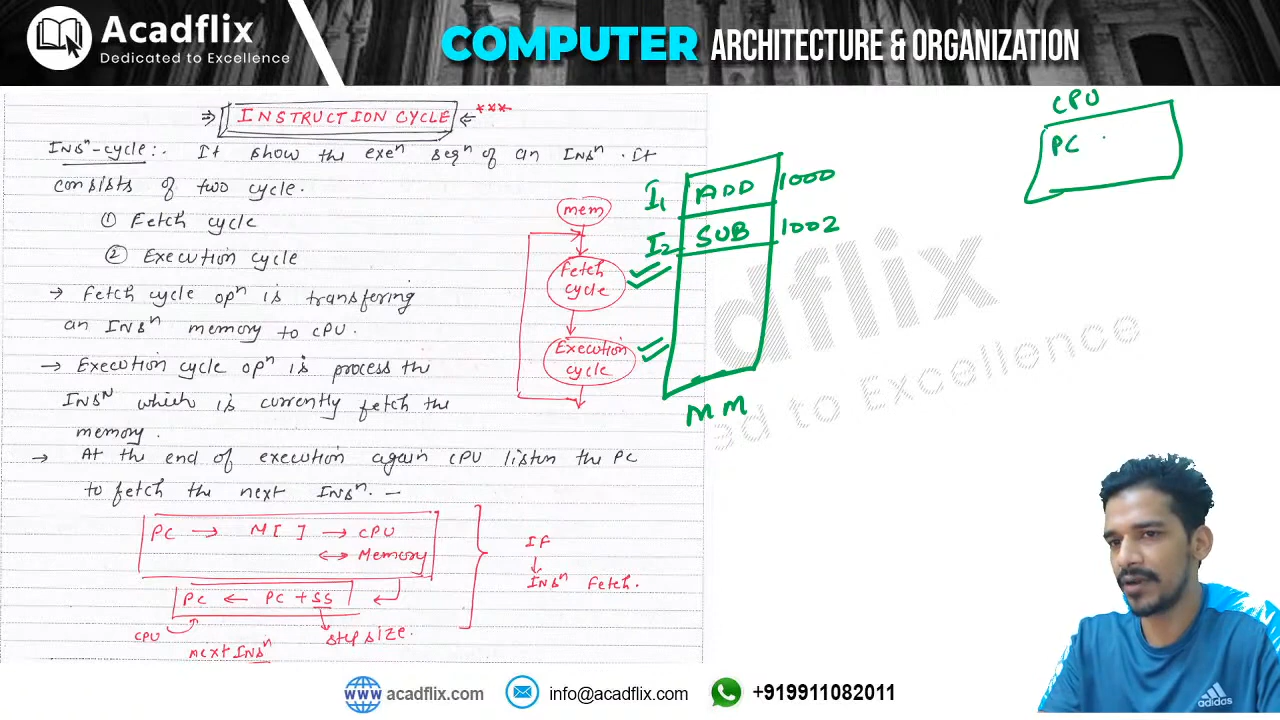 Acadflix
Dedicated to Excellence
COMPUTER ARCHITECTURE & ORGANIZATION
⇒ INSTRUCTION CYCLE ⇐ ***
INSⁿ-cycle:. It show the exeⁿ seqⁿ of an INSⁿ. It
consists of two cycle.
① Fetch cycle
② Execution cycle
→ Fetch cycle opⁿ is transfering
an INSⁿ memory to CPU.
→ Execution cycle opⁿ is process the
INSᴺ which is currently fetch the
memory.
→ At the end of execution again CPU listen the PC
to fetch the next INSⁿ. —
PC → M[ ] → CPU
↔ Memory
PC ← PC + SS
CPU
step size.
next INSⁿ
IF
↓
INSⁿ Fetch.
mem
Fetch
cycle
Execution
cycle
I₁ ADD 1000
I₂ SUB 1002
MM
CPU
PC
dflix
ed to Excellence
adidas
www.acadflix.com
info@acadflix.com
+919911082011